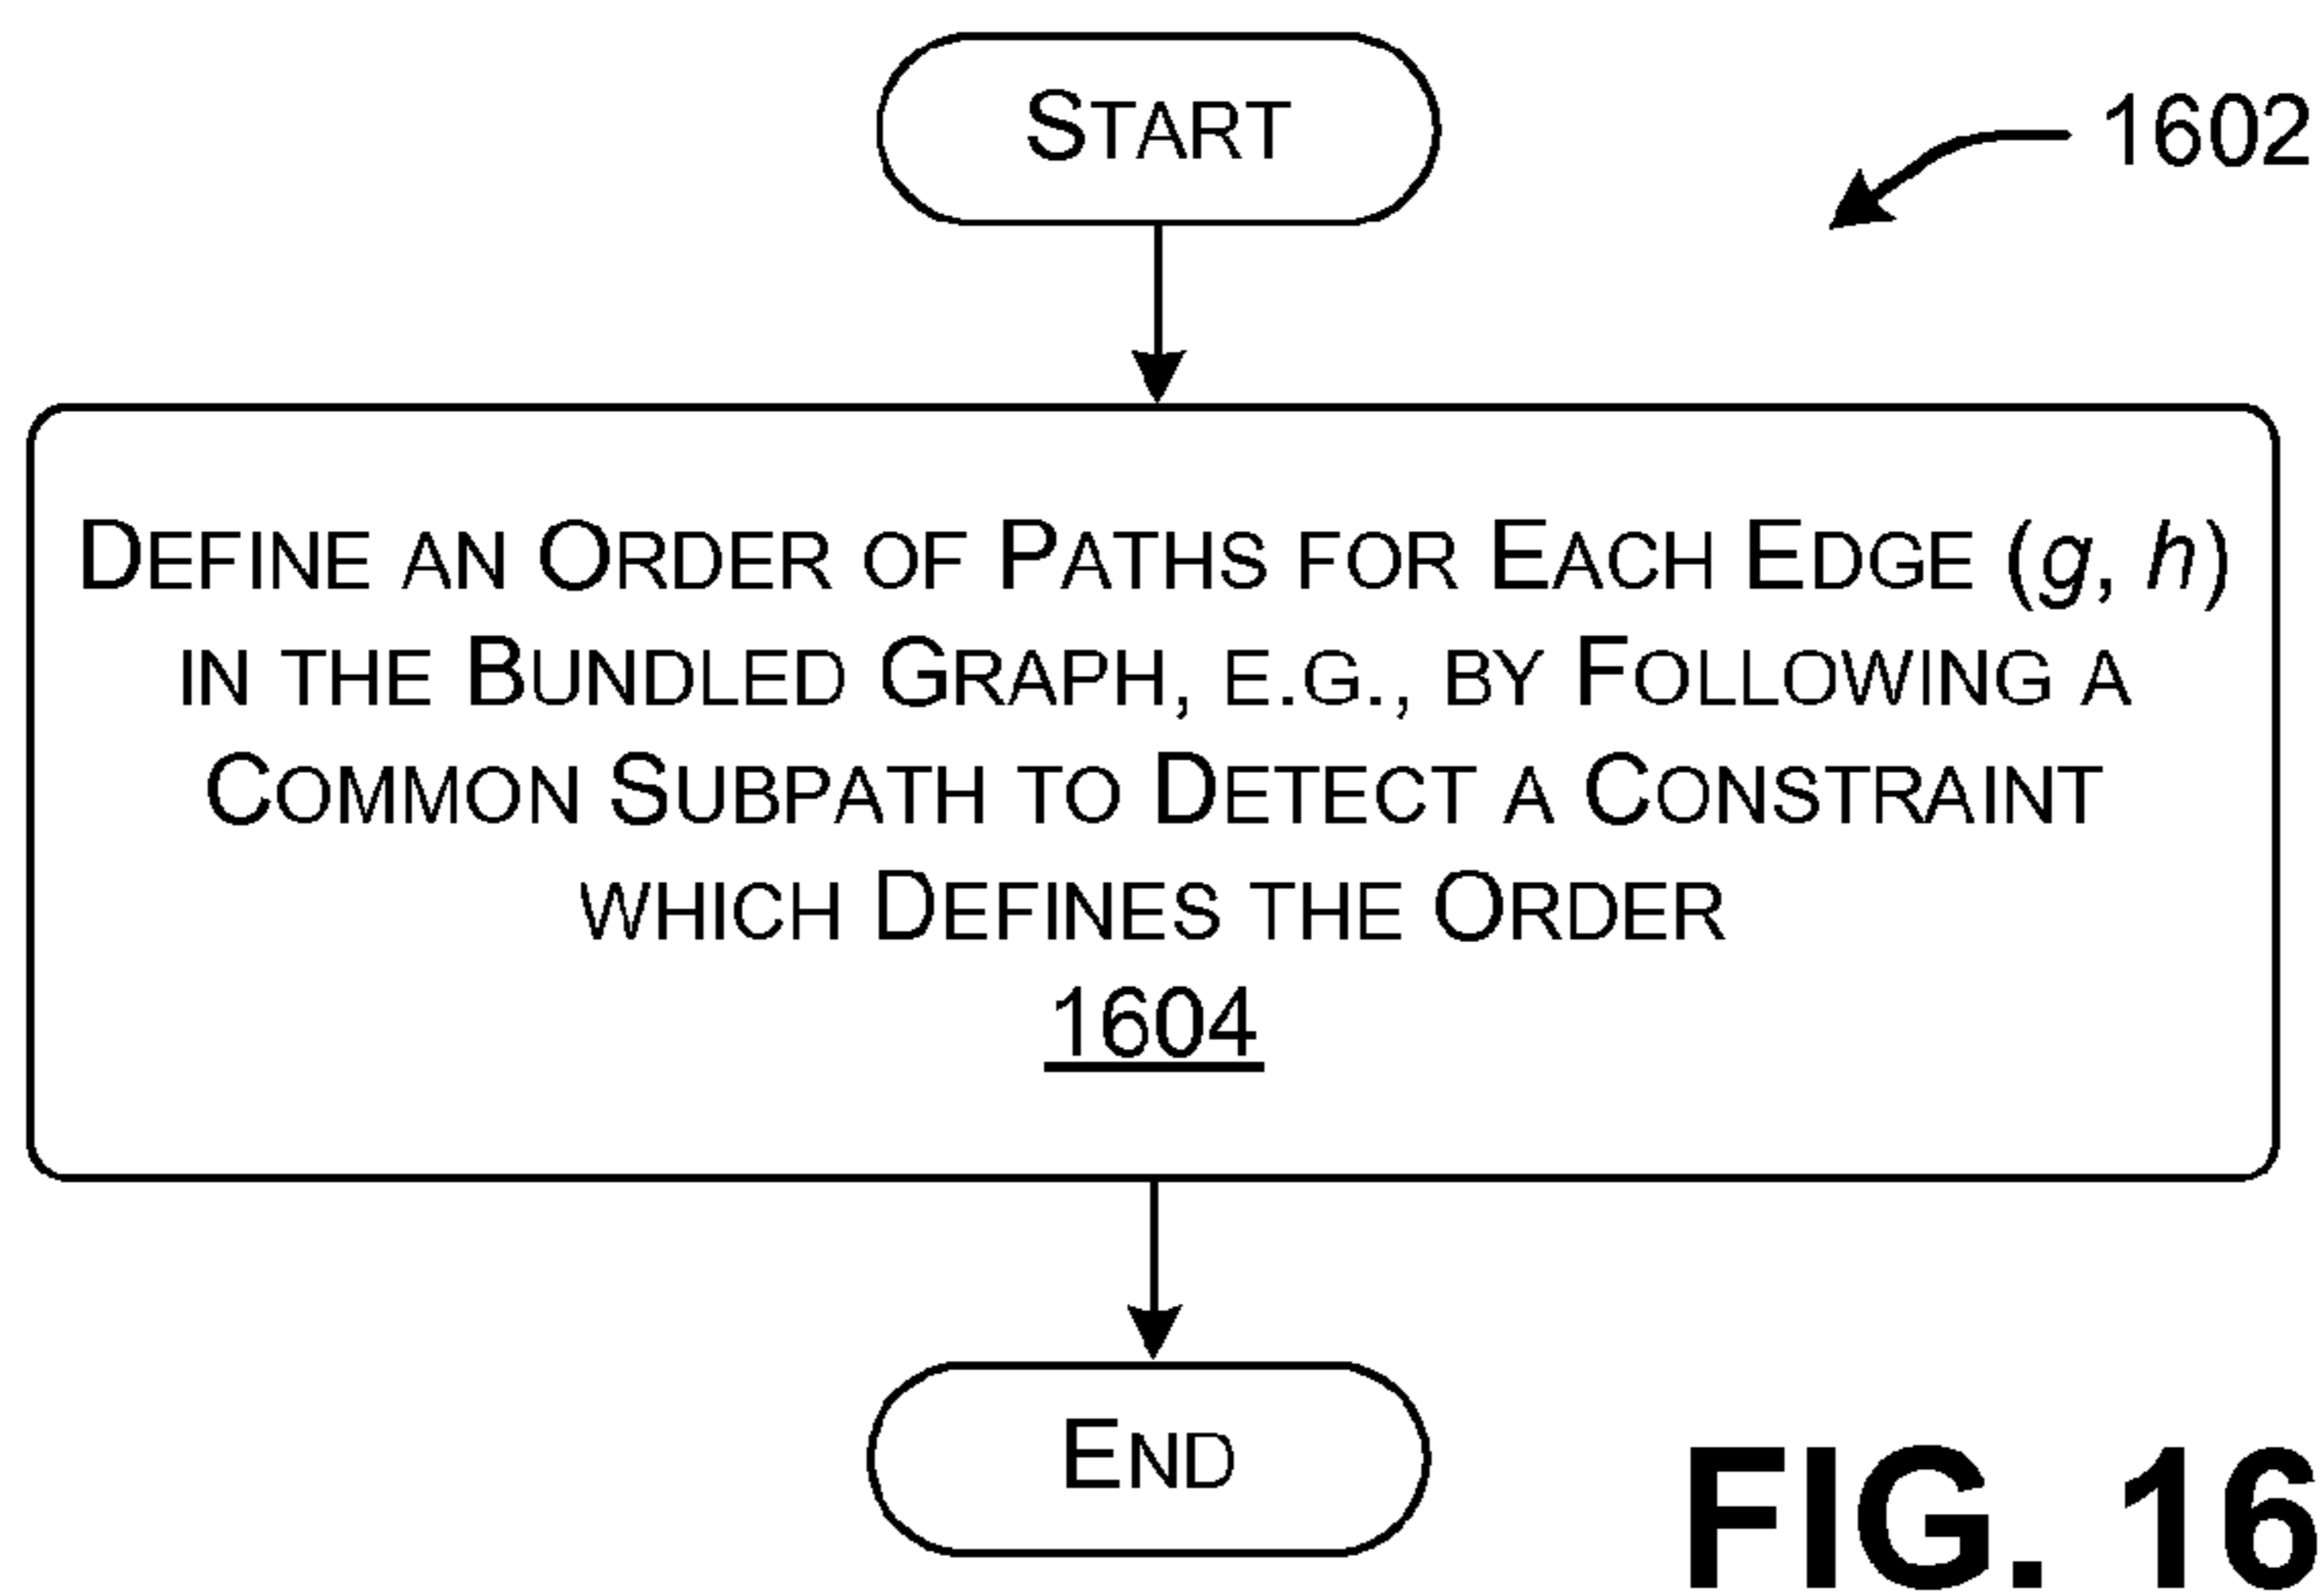 START
1602
DEFINE AN ORDER OF PATHS FOR EACH EDGE (g, h)
IN THE BUNDLED GRAPH, E.G., BY FOLLOWING A
COMMON SUBPATH TO DETECT A CONSTRAINT
WHICH DEFINES THE ORDER
1604
END
FIG. 16